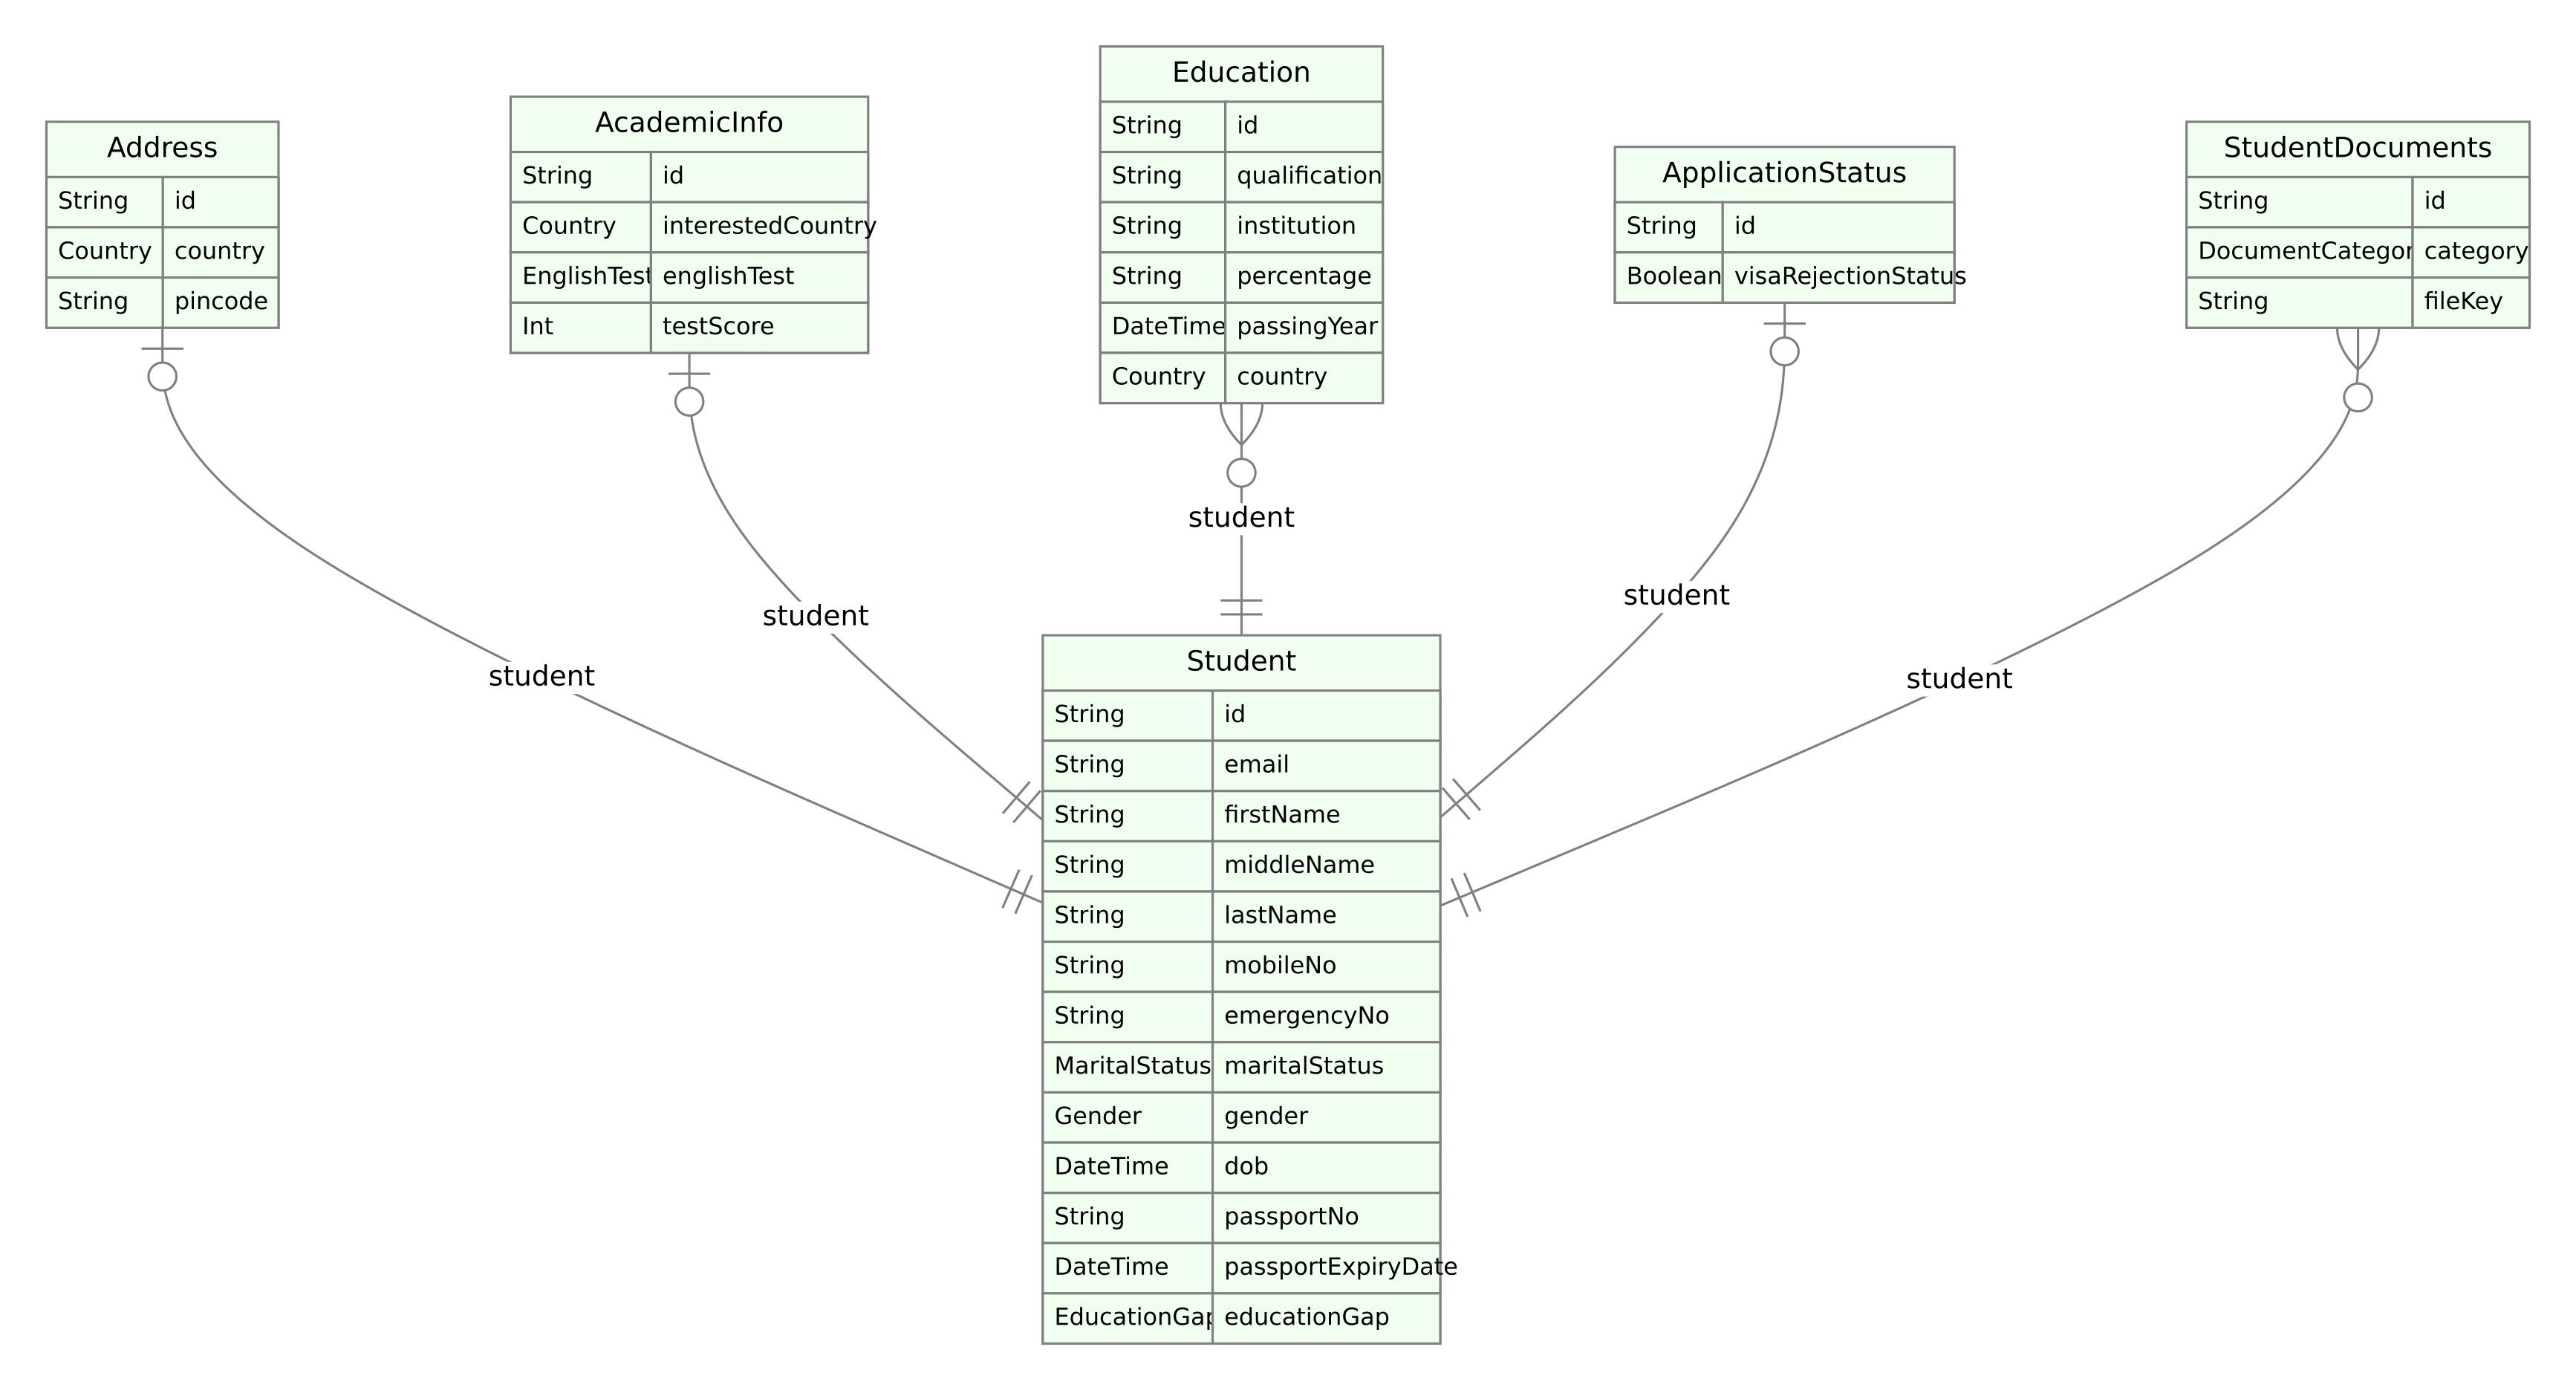 Address
String id
Country country
String pincode
AcademicInfo
String id
Country interestedCountry
EnglishTest englishTest
Int testScore
Education
String id
String qualification
String institution
String percentage
DateTime passingYear
Country country
ApplicationStatus
String id
Boolean visaRejectionStatus
StudentDocuments
String id
DocumentCategor category
String fileKey
student
student
student
student
student
Student
String id
String email
String firstName
String middleName
String lastName
String mobileNo
String emergencyNo
MaritalStatus maritalStatus
Gender gender
DateTime dob
String passportNo
DateTime passportExpiryDate
EducationGap educationGap